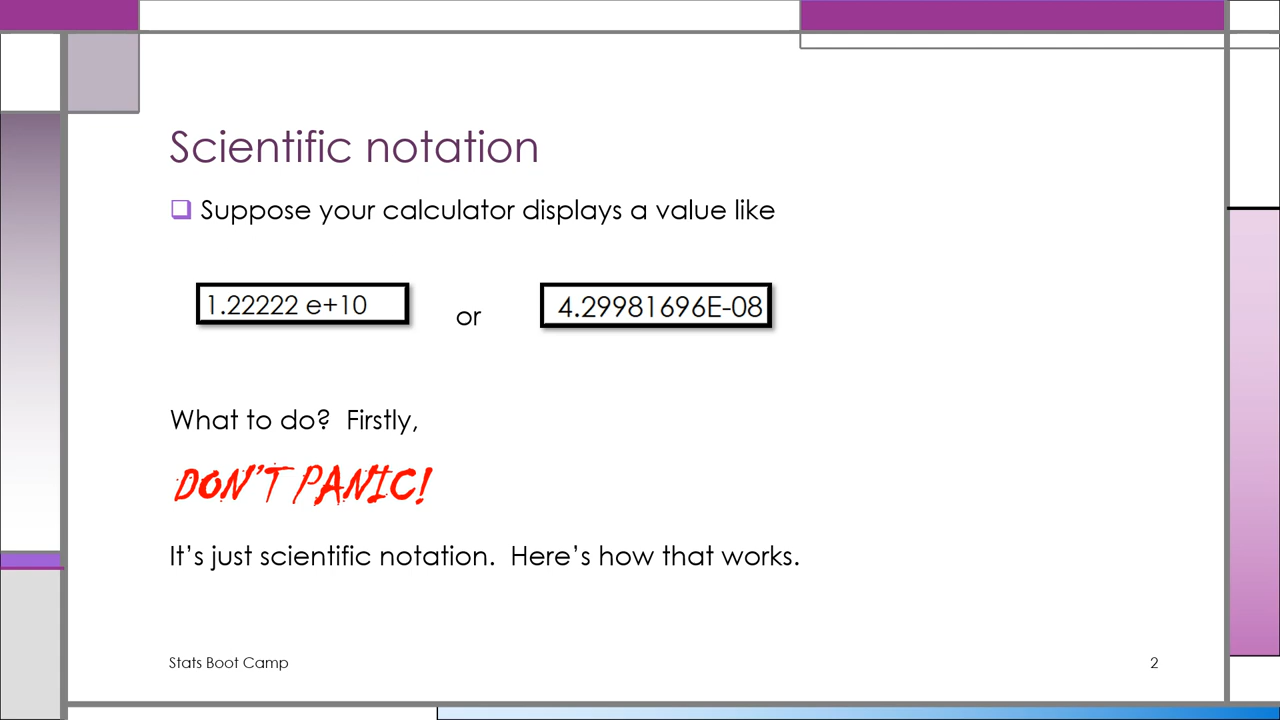 Scientific notation
❑ Suppose your calculator displays a value like
1.22222 e+10 or 4.29981696E-08
What to do? Firstly,
DON'T PANIC!
It's just scientific notation. Here's how that works.
Stats Boot Camp 2